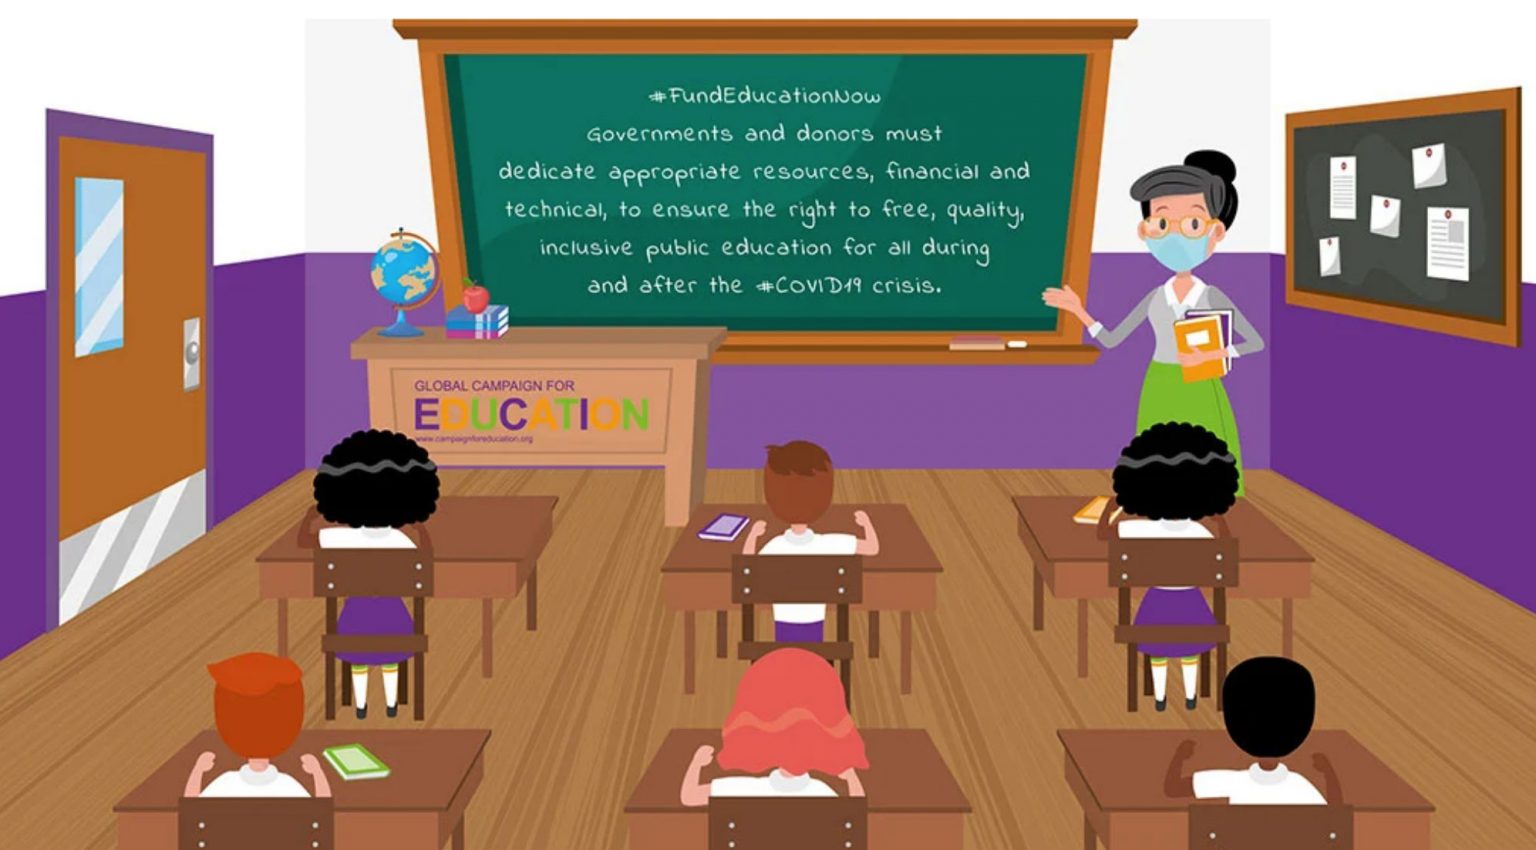 #FundEducationNow
Governments and donors must
dedicate appropriate resources, financial and
technical, to ensure the right to free, quality,
inclusive public education for all during
and after the #COVID19 crisis.
GLOBAL CAMPAIGN FOR
EDUCATION
www.campaignforeducation.org